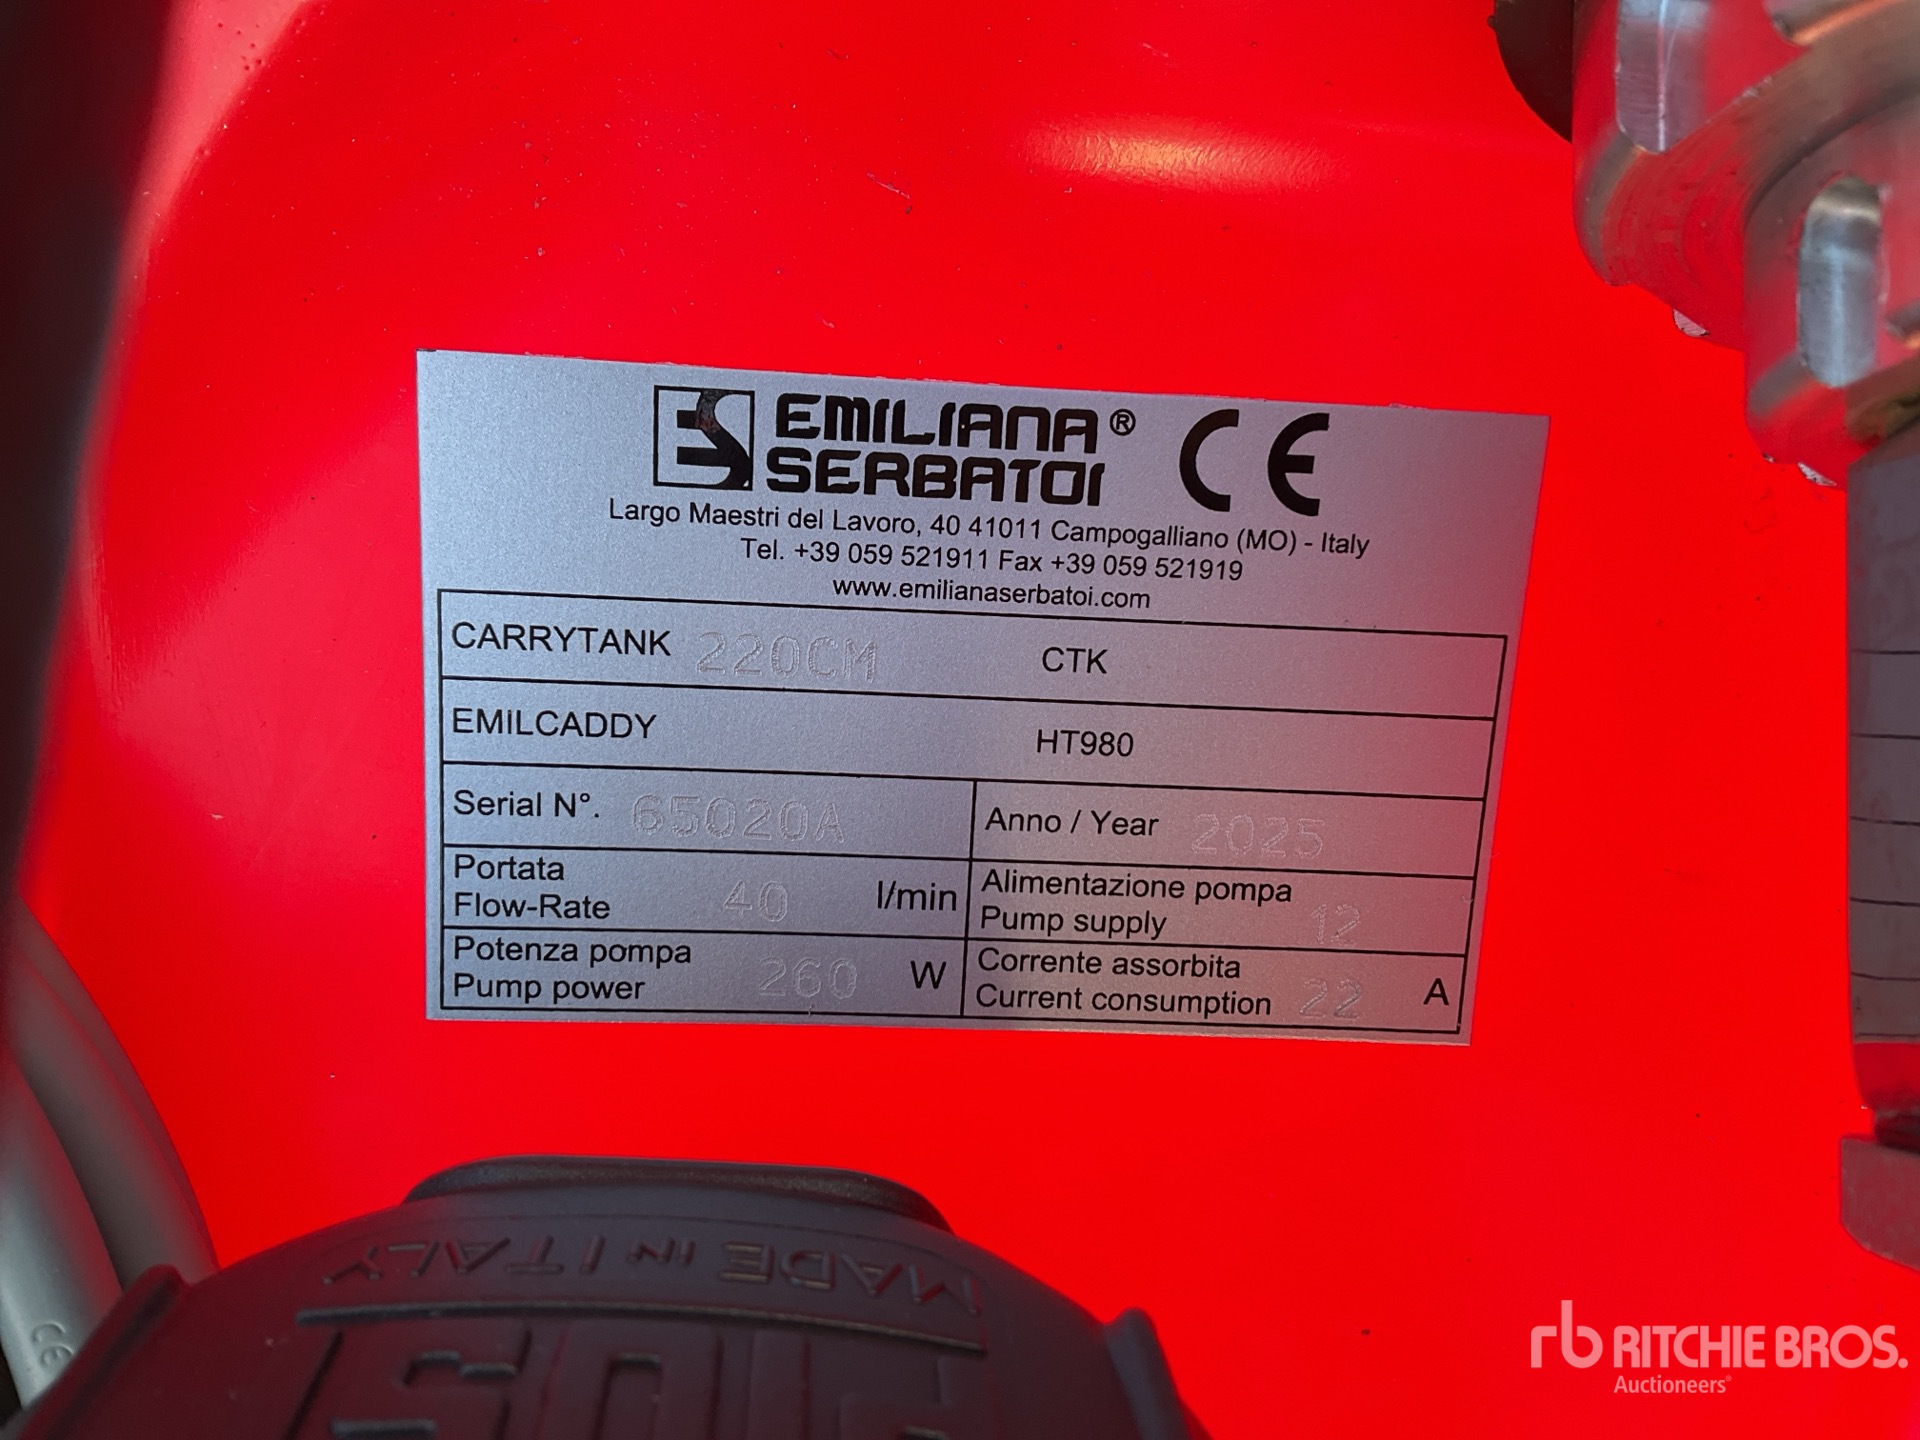 ES EMILIANA® CE
SERBATOI
Largo Maestri del Lavoro, 40 41011 Campogalliano (MO) - Italy
Tel. +39 059 521911 Fax +39 059 521919
www.emilianaserbatoi.com
CARRYTANK 220CM CTK
EMILCADDY HT980
Serial N°. 65020A Anno / Year 2025
Portata
Flow-Rate 40 l/min
Alimentazione pompa
Pump supply 12
Potenza pompa
Pump power 260 W
Corrente assorbita
Current consumption 22 A
MADE IN ITALY
CE
rb RITCHIE BROS.
Auctioneers